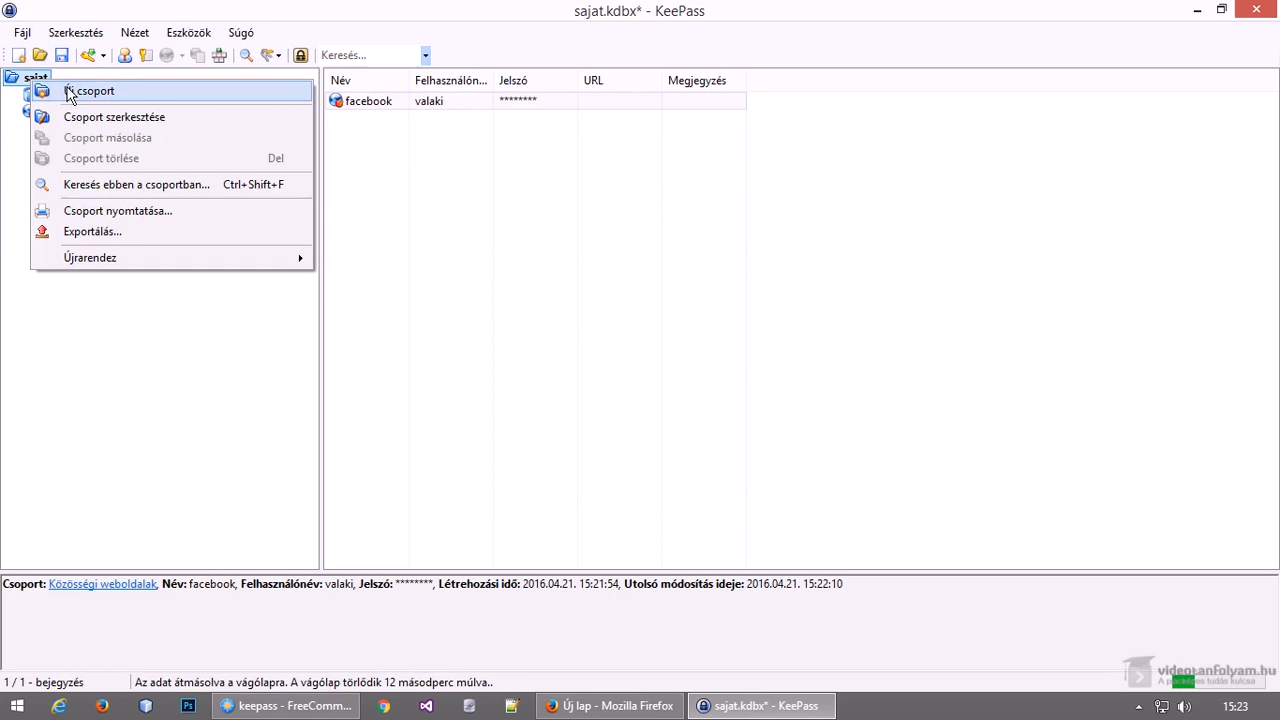 sajat.kdbx* - KeePass
Fájl Szerkesztés Nézet Eszközök Súgó
Keresés...
sajat
Új csoport
Csoport szerkesztése
Csoport másolása
Csoport törlése Del
Keresés ebben a csoportban... Ctrl+Shift+F
Csoport nyomtatása...
Exportálás...
Újrarendez
Név Felhasználón... Jelszó URL Megjegyzés
facebook valaki ********
Csoport: Közösségi weboldalak, Név: facebook, Felhasználónév: valaki, Jelszó: ********, Létrehozási idő: 2016.04.21. 15:21:54, Utolsó módosítás ideje: 2016.04.21. 15:22:10
videotanfolyam.hu
A gyakorlati tudás kulcsa
1 / 1 - bejegyzés Az adat átmásolva a vágólapra. A vágólap törlődik 12 másodperc múlva..
keepass - FreeComm... Új lap - Mozilla Firefox sajat.kdbx* - KeePass 15:23